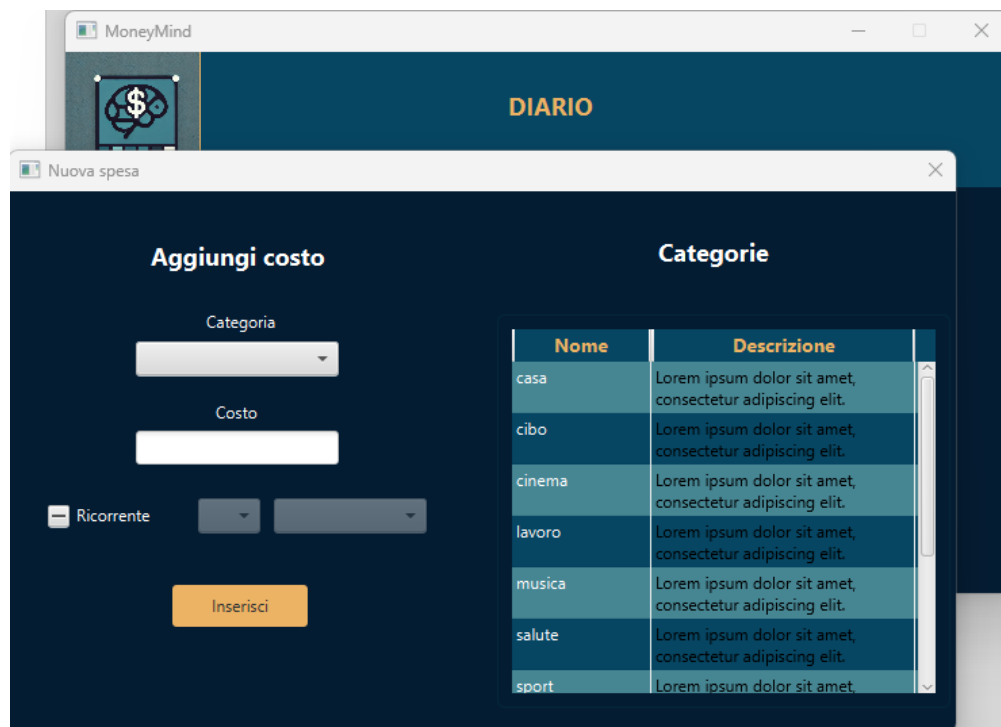 MoneyMind
$
DIARIO
Nuova spesa
Aggiungi costo
Categoria
Costo
Ricorrente
Inserisci
Categorie
Nome Descrizione
casa Lorem ipsum dolor sit amet,
consectetur adipiscing elit.
cibo Lorem ipsum dolor sit amet,
consectetur adipiscing elit.
cinema Lorem ipsum dolor sit amet,
consectetur adipiscing elit.
lavoro Lorem ipsum dolor sit amet,
consectetur adipiscing elit.
musica Lorem ipsum dolor sit amet,
consectetur adipiscing elit.
salute Lorem ipsum dolor sit amet,
consectetur adipiscing elit.
sport Lorem ipsum dolor sit amet,